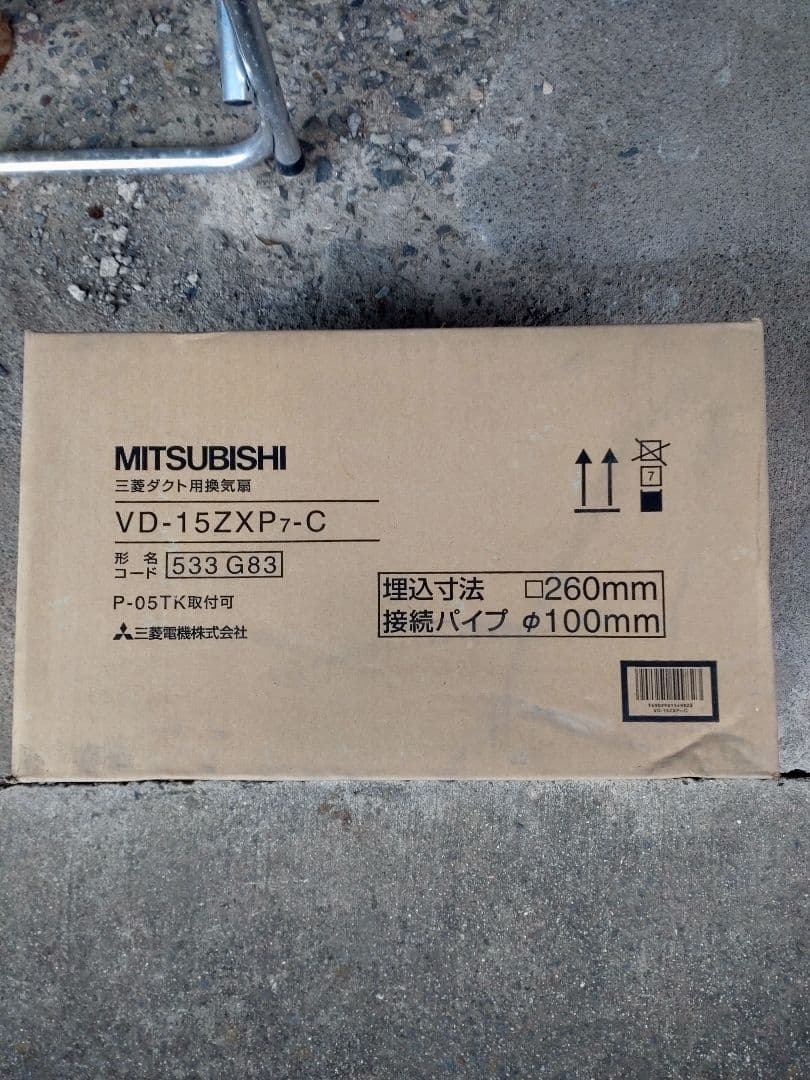 MITSUBISHI
三菱ダクト用換気扇
VD-15ZXP7-C
形名
コード 533 G83
P-05TK取付可
三菱電機株式会社
埋込寸法 □260mm
接続パイプ φ100mm
7